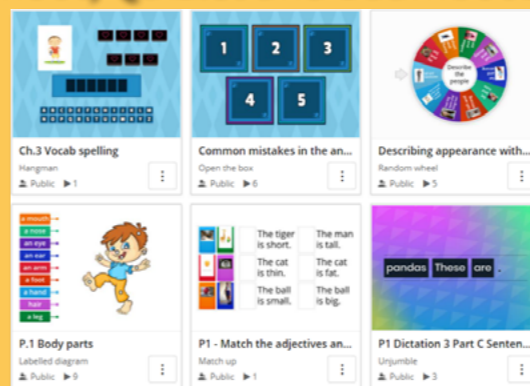 Ch.3 Vocab spelling
Hangman
Public 1
1 2 3
4 5
Common mistakes in the an...
Open the box
Public 6
Describe
the
people
Describing appearance with...
Random wheel
Public 5
a mouth
a nose
an eye
an ear
an arm
a foot
a hand
hair
a leg
P.1 Body parts
Labelled diagram
Public 9
The tiger
is short.
The man
is tall.
The cat
is thin.
The cat
is fat.
The ball
is small.
The ball
is big.
P1 - Match the adjectives an...
Match up
Public 1
pandas These are .
P1 Dictation 3 Part C Senten...
Unjumble
Public 3